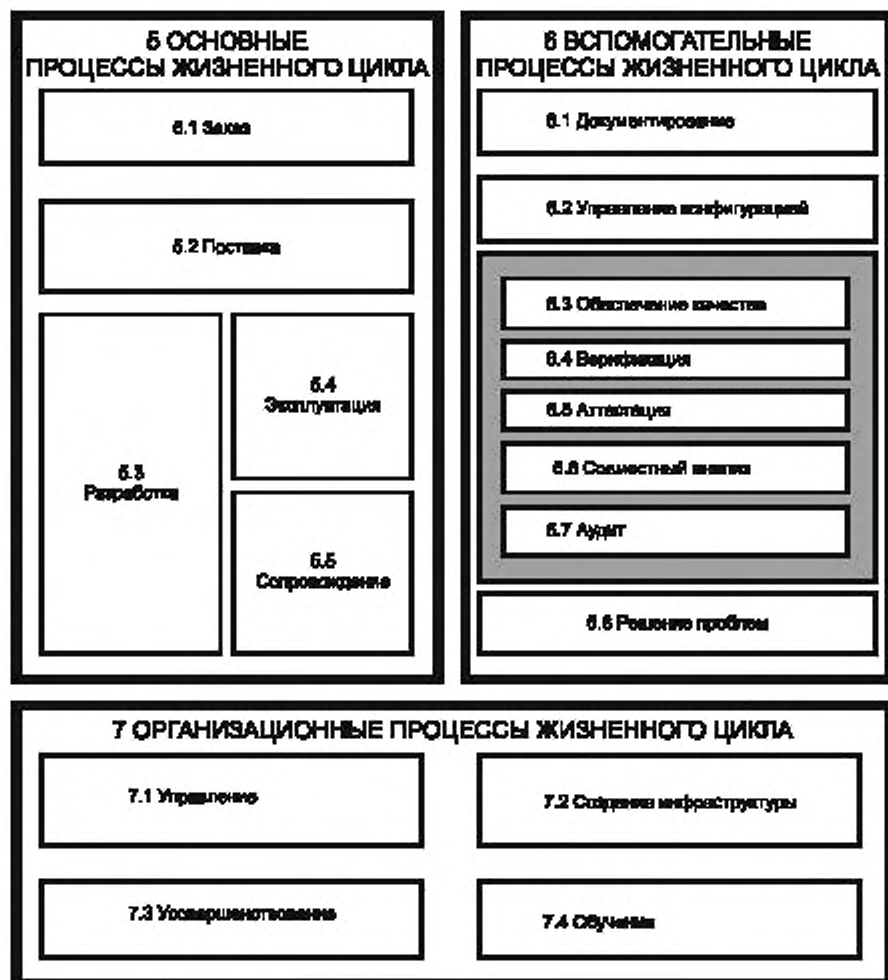 5 ОСНОВНЫЕ
ПРОЦЕССЫ ЖИЗНЕННОГО ЦИКЛА
5.1 Заказ
5.2 Поставка
5.3
Разработка
5.4
Эксплуатация
5.5
Сопровождение
6 ВСПОМОГАТЕЛЬНЫЕ
ПРОЦЕССЫ ЖИЗНЕННОГО ЦИКЛА
6.1 Документирование
6.2 Управление конфигурацией
6.3 Обеспечение качества
6.4 Верификация
6.5 Аттестация
6.6 Совместный анализ
6.7 Аудит
6.8 Решение проблем
7 ОРГАНИЗАЦИОННЫЕ ПРОЦЕССЫ ЖИЗНЕННОГО ЦИКЛА
7.1 Управление
7.2 Создание инфраструктуры
7.3 Усовершенствование
7.4 Обучение